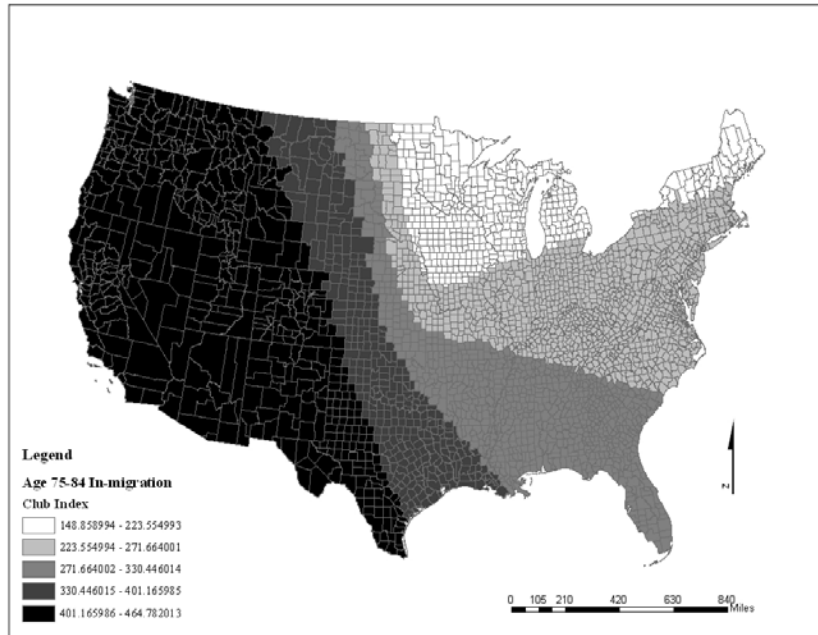 Legend
Age 75-84 In-migration
Club Index
148.858994 - 223.554993
223.554994 - 271.664001
271.664002 - 330.446014
330.446015 - 401.165985
401.165986 - 464.782013
N
0 105 210 420 630 840
Miles